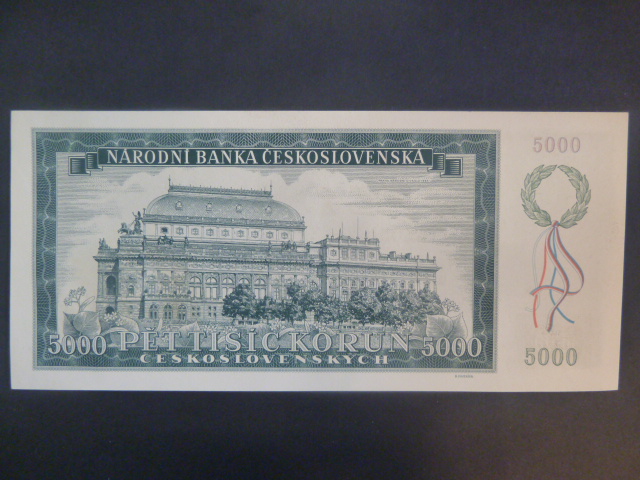 NÁRODNÍ BANKA ČESKOSLOVENSKÁ
5000
5000 PĚT TISÍC KORUN 5000
ČESKOSLOVENSKÝCH
5000